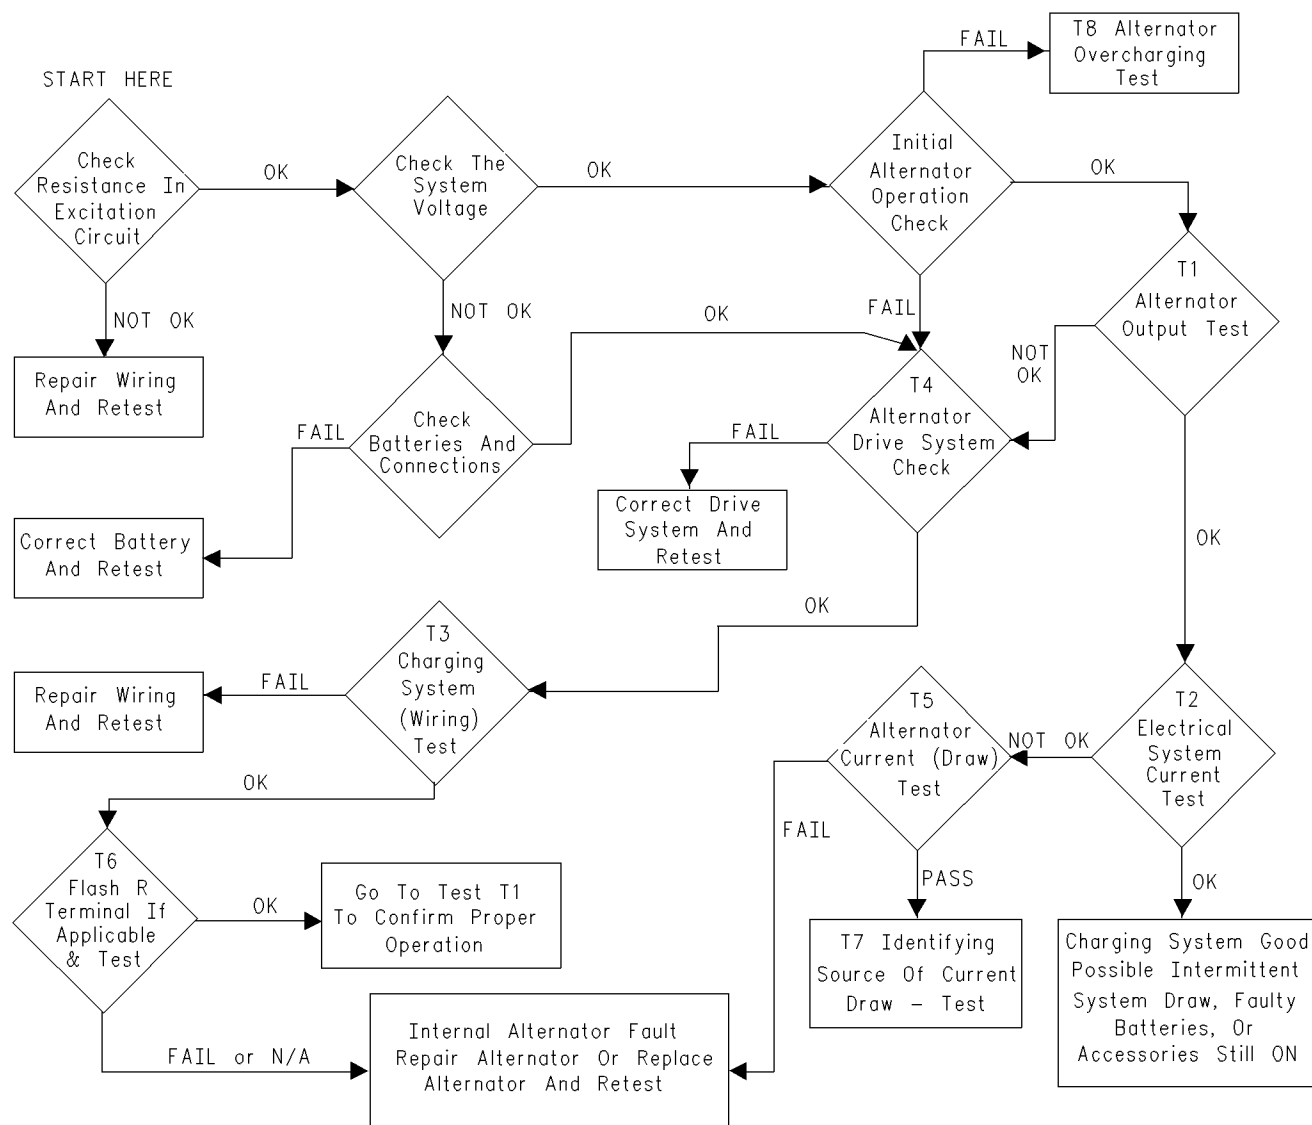 START HERE
Check
Resistance In
Excitation
Circuit
OK
NOT OK
Repair Wiring
And Retest
Check The
System
Voltage
OK
NOT OK
Check
Batteries And
Connections
OK
FAIL
Correct Battery
And Retest
Initial
Alternator
Operation
Check
FAIL
T8 Alternator
Overcharging
Test
OK
FAIL
T1
Alternator
Output Test
NOT
OK
OK
T4
Alternator
Drive System
Check
FAIL
Correct Drive
System And
Retest
OK
T3
Charging
System
(Wiring)
Test
FAIL
Repair Wiring
And Retest
OK
T6
Flash R
Terminal If
Applicable
& Test
OK
Go To Test T1
To Confirm Proper
Operation
FAIL or N/A
Internal Alternator Fault
Repair Alternator Or Replace
Alternator And Retest
T2
Electrical
System
Current
Test
NOT OK
OK
T5
Alternator
Current (Draw)
Test
FAIL
PASS
T7 Identifying
Source Of Current
Draw – Test
Charging System Good
Possible Intermittent
System Draw, Faulty
Batteries, Or
Accessories Still ON